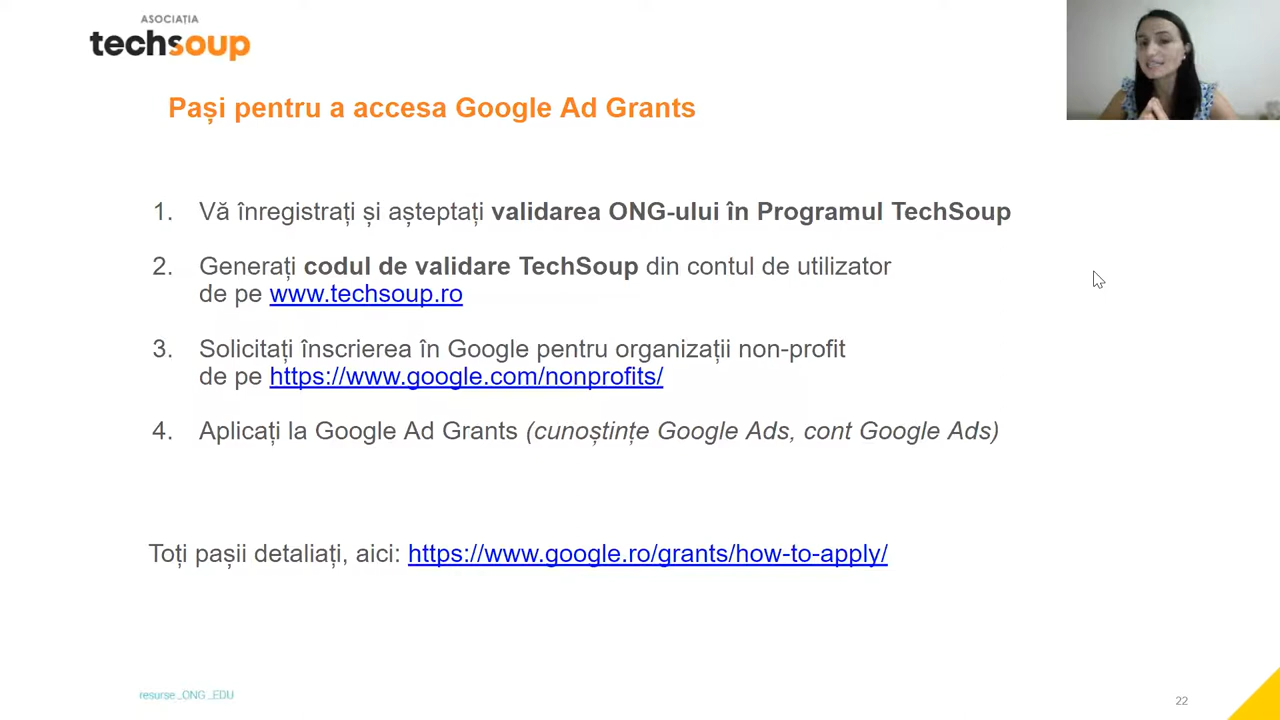 ASOCIAȚIA
techsoup
Pași pentru a accesa Google Ad Grants
1. Vă înregistrați și așteptați validarea ONG-ului în Programul TechSoup
2. Generați codul de validare TechSoup din contul de utilizator
de pe www.techsoup.ro
3. Solicitați înscrierea în Google pentru organizații non-profit
de pe https://www.google.com/nonprofits/
4. Aplicați la Google Ad Grants (cunoștințe Google Ads, cont Google Ads)
Toți pașii detaliați, aici: https://www.google.ro/grants/how-to-apply/
resurse_ONG_EDU
22